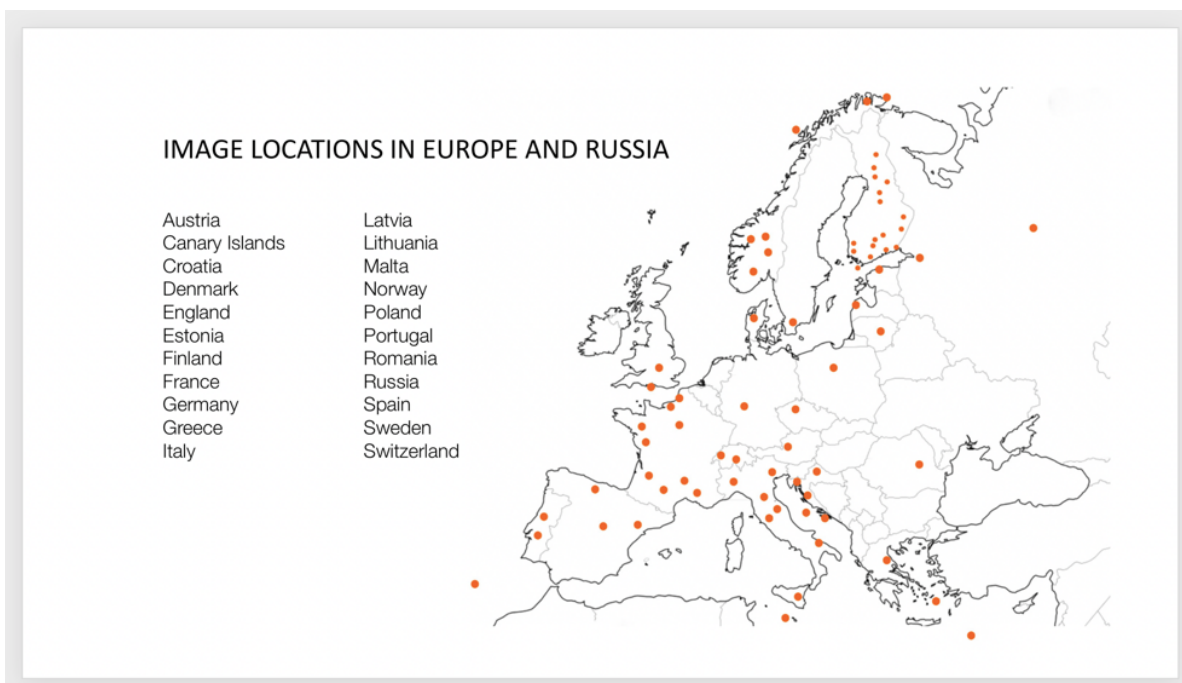 IMAGE LOCATIONS IN EUROPE AND RUSSIA
Austria
Canary Islands
Croatia
Denmark
England
Estonia
Finland
France
Germany
Greece
Italy
Latvia
Lithuania
Malta
Norway
Poland
Portugal
Romania
Russia
Spain
Sweden
Switzerland